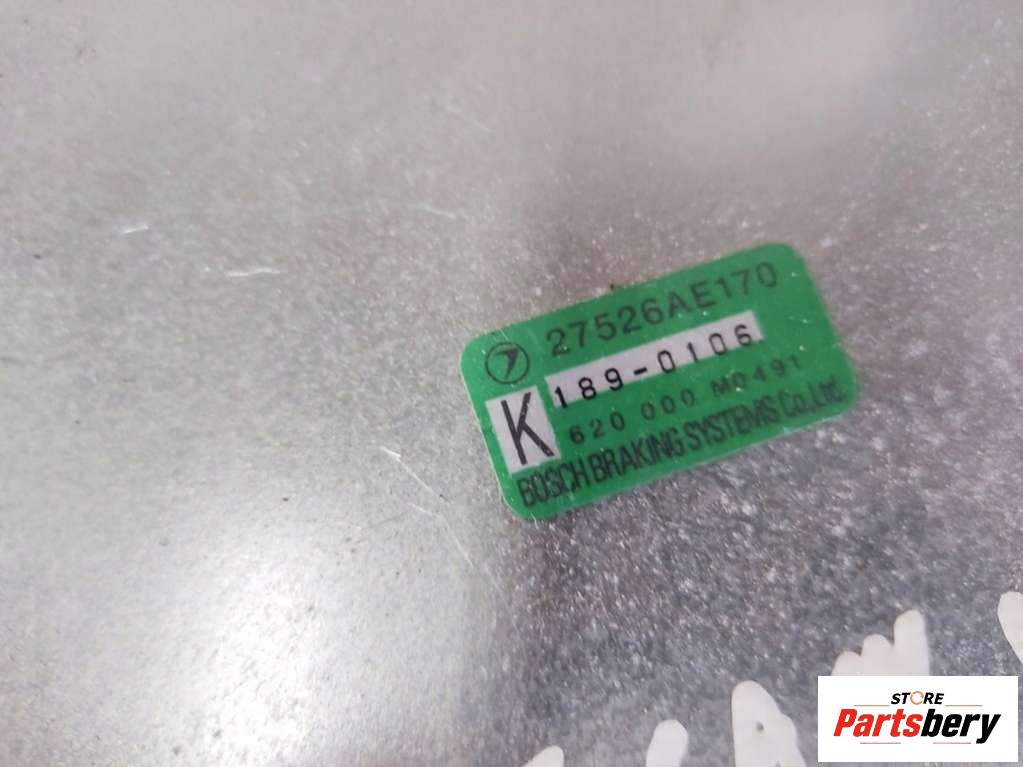 27526AE170
189-0106
K
620 000 M0491
BOSCH BRAKING SYSTEMS Co.,Ltd.
STORE
Partsbery